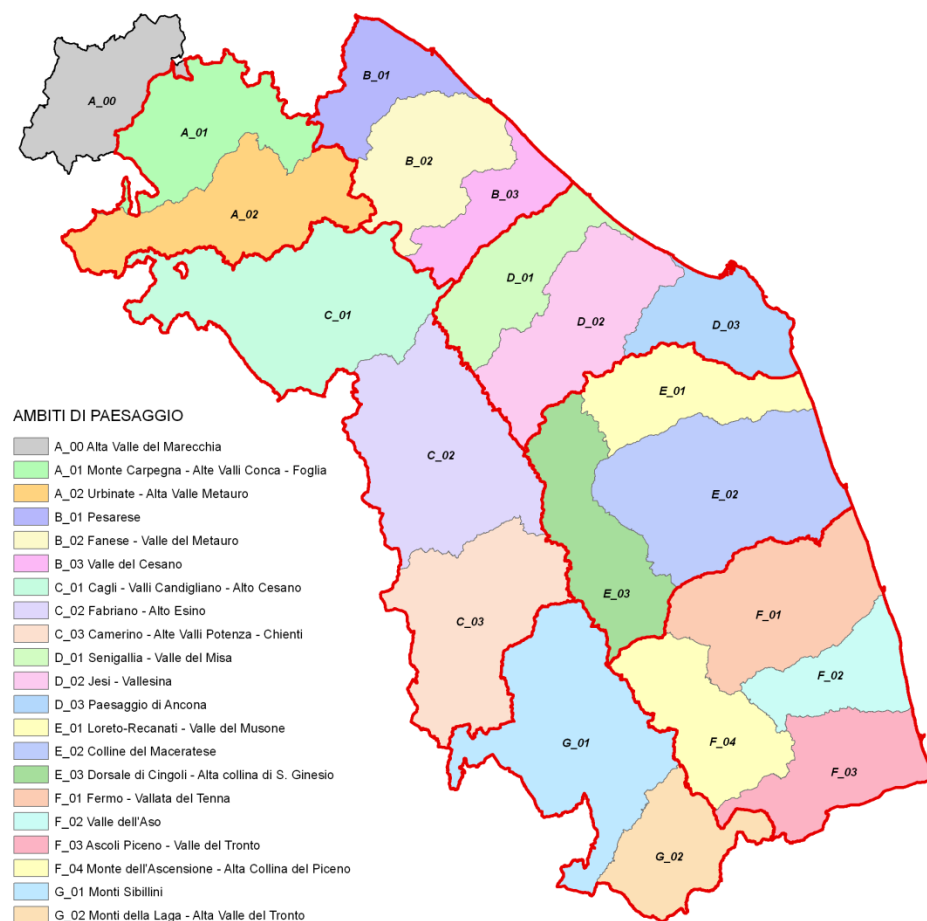 A_00
A_01
A_02
B_01
B_02
B_03
C_01
D_01
D_02
D_03
E_01
C_02
E_02
E_03
C_03
F_01
F_02
G_01
F_04
F_03
G_02
AMBITI DI PAESAGGIO
A_00 Alta Valle del Marecchia
A_01 Monte Carpegna - Alte Valli Conca - Foglia
A_02 Urbinate - Alta Valle Metauro
B_01 Pesarese
B_02 Fanese - Valle del Metauro
B_03 Valle del Cesano
C_01 Cagli - Valli Candigliano - Alto Cesano
C_02 Fabriano - Alto Esino
C_03 Camerino - Alte Valli Potenza - Chienti
D_01 Senigallia - Valle del Misa
D_02 Jesi - Vallesina
D_03 Paesaggio di Ancona
E_01 Loreto-Recanati - Valle del Musone
E_02 Colline del Maceratese
E_03 Dorsale di Cingoli - Alta collina di S. Ginesio
F_01 Fermo - Vallata del Tenna
F_02 Valle dell'Aso
F_03 Ascoli Piceno - Valle del Tronto
F_04 Monte dell'Ascensione - Alta Collina del Piceno
G_01 Monti Sibillini
G_02 Monti della Laga - Alta Valle del Tronto